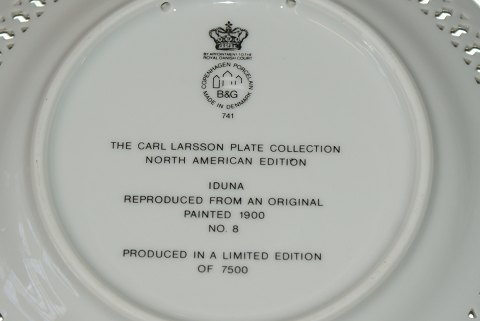 BY APPOINTMENT TO THE
ROYAL DANISH COURT
COPENHAGEN PORCELAIN
B&G
MADE IN DENMARK
741
THE CARL LARSSON PLATE COLLECTION
NORTH AMERICAN EDITION
IDUNA
REPRODUCED FROM AN ORIGINAL
PAINTED 1900
NO. 8
PRODUCED IN A LIMITED EDITION
OF 7500